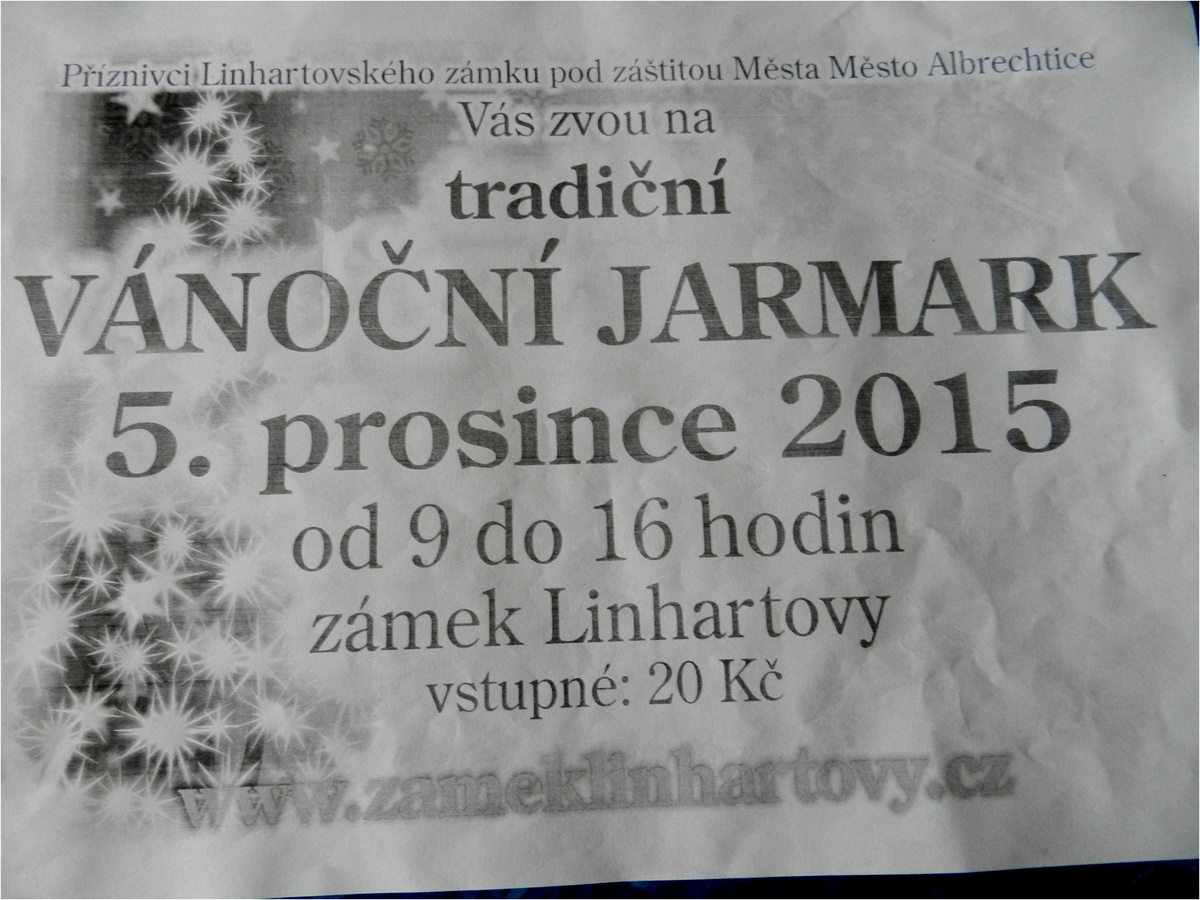 Příznivci Linhartovského zámku pod záštitou Města Město Albrechtice
Vás zvou na
tradiční
VÁNOČNÍ JARMARK
5. prosince 2015
od 9 do 16 hodin
zámek Linhartovy
vstupné: 20 Kč
www.zameklinhartovy.cz